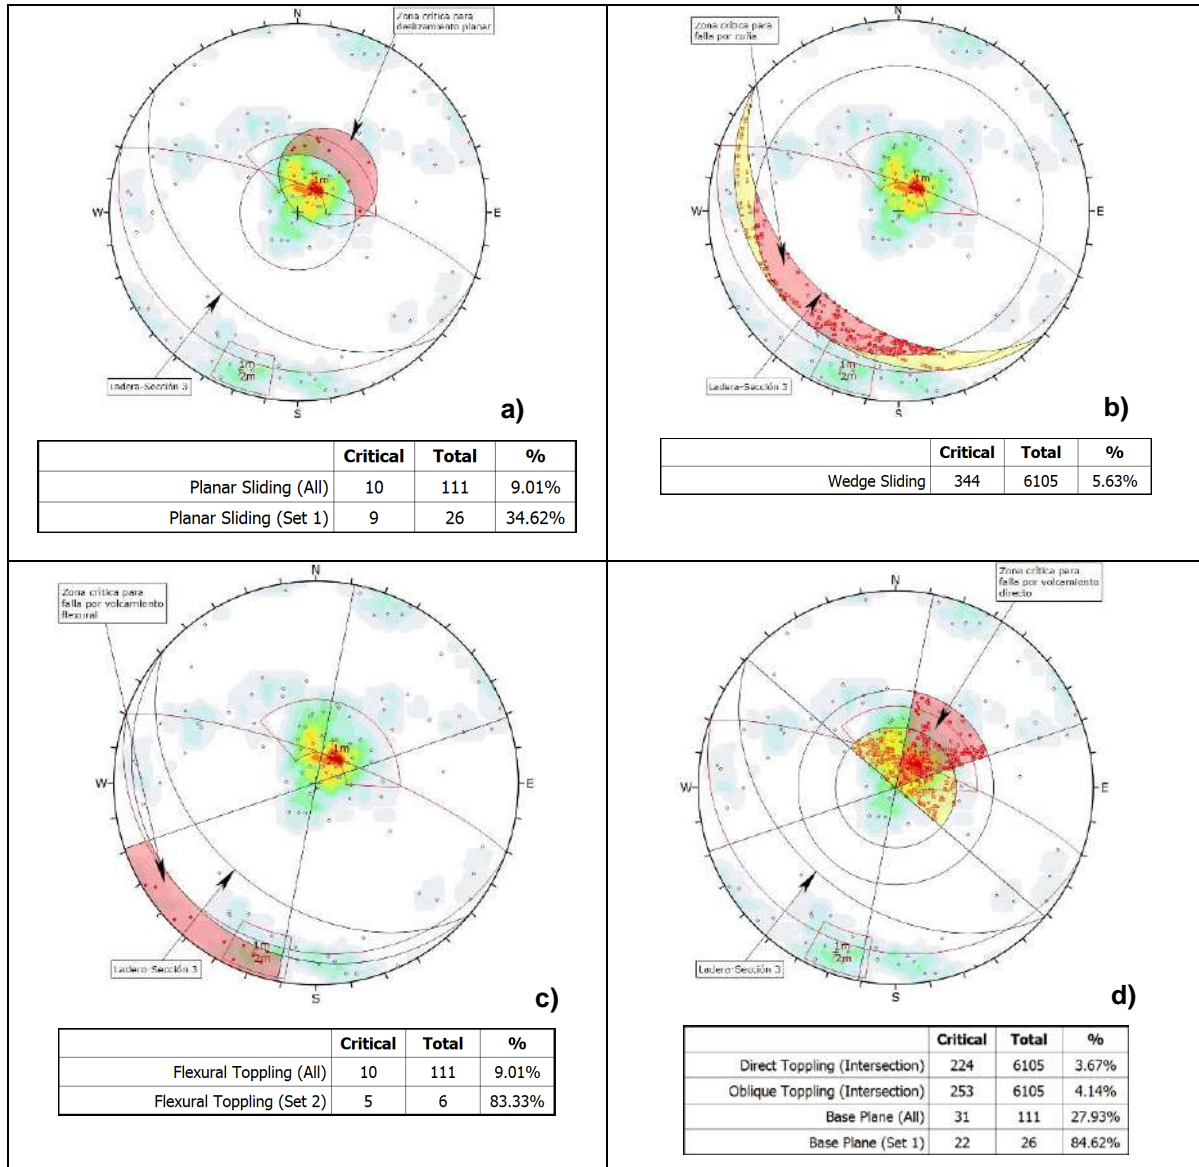 Zona crítica para
deslizamiento planar
N
W
E
S
1m
1m
2m
Ladera-Sección 3
a)
Critical Total %
Planar Sliding (All) 10 111 9.01%
Planar Sliding (Set 1) 9 26 34.62%
Zona crítica para
falla por cuña
N
W
E
S
1m
1m
2m
Ladera-Sección 3
b)
Critical Total %
Wedge Sliding 344 6105 5.63%
Zona crítica para
falla por volcamiento
flexural
N
W
E
S
1m
1m
2m
Ladera-Sección 3
c)
Critical Total %
Flexural Toppling (All) 10 111 9.01%
Flexural Toppling (Set 2) 5 6 83.33%
Zona crítica para
falla por volcamiento
directo
N
W
E
S
1m
2m
Ladera-Sección 3
d)
Critical Total %
Direct Toppling (Intersection) 224 6105 3.67%
Oblique Toppling (Intersection) 253 6105 4.14%
Base Plane (All) 31 111 27.93%
Base Plane (Set 1) 22 26 84.62%